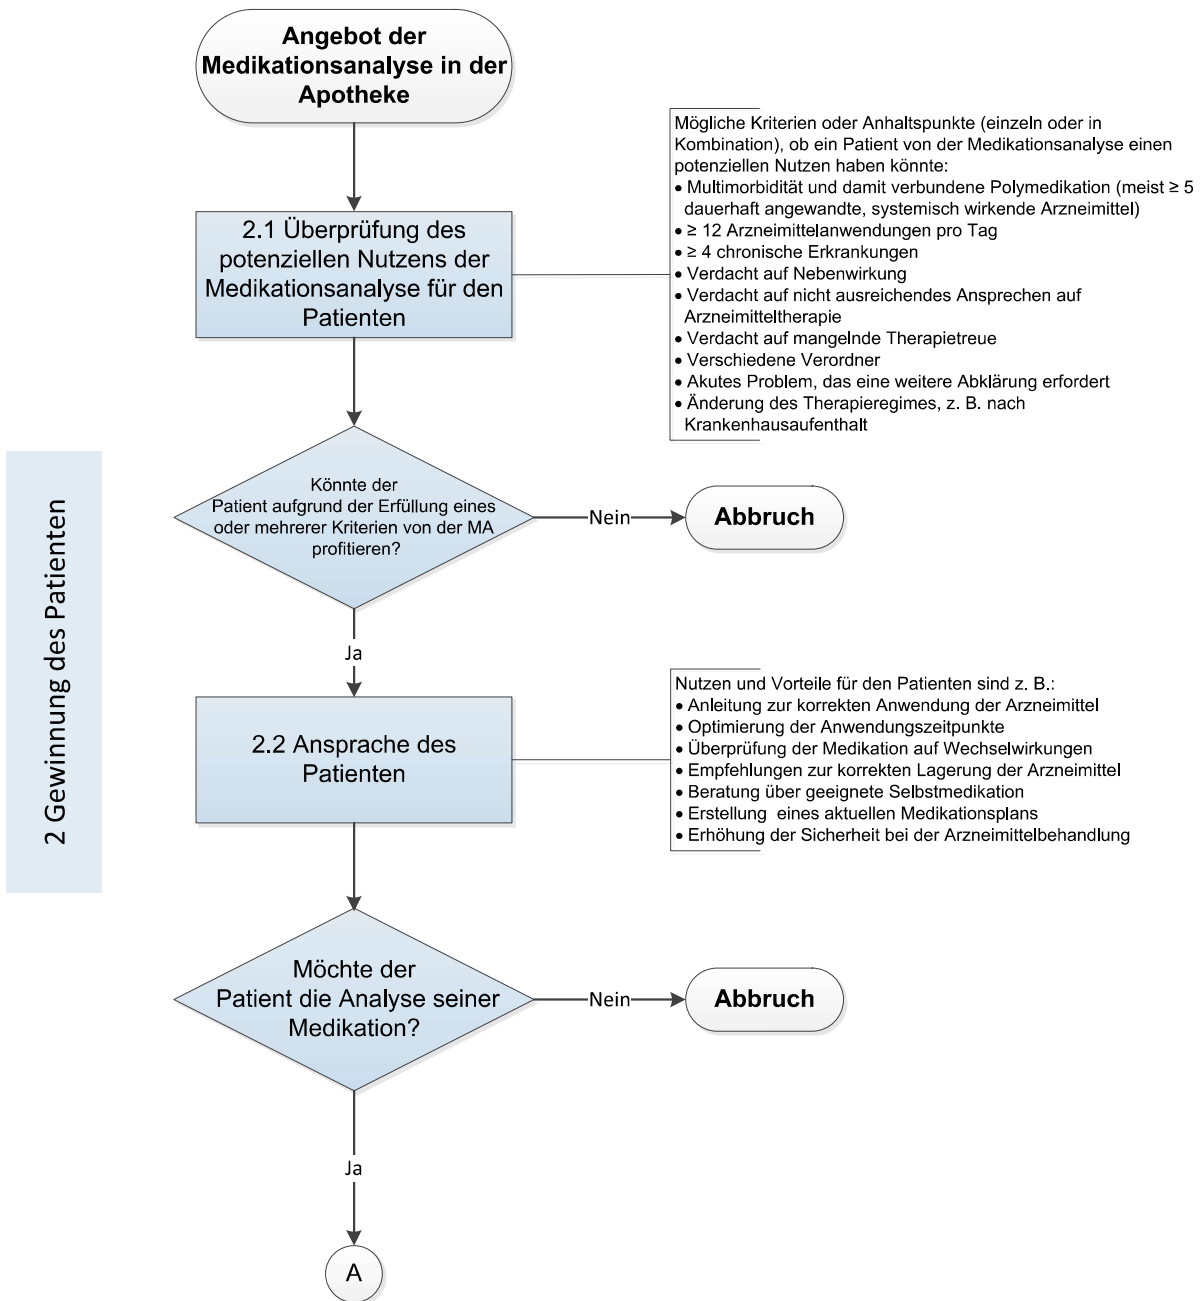 Angebot der
Medikationsanalyse in der
Apotheke
Mögliche Kriterien oder Anhaltspunkte (einzeln oder in
Kombination), ob ein Patient von der Medikationsanalyse einen
potenziellen Nutzen haben könnte:
• Multimorbidität und damit verbundene Polymedikation (meist ≥ 5
dauerhaft angewandte, systemisch wirkende Arzneimittel)
• ≥ 12 Arzneimittelanwendungen pro Tag
• ≥ 4 chronische Erkrankungen
• Verdacht auf Nebenwirkung
• Verdacht auf nicht ausreichendes Ansprechen auf
Arzneimitteltherapie
• Verdacht auf mangelnde Therapietreue
• Verschiedene Verordner
• Akutes Problem, das eine weitere Abklärung erfordert
• Änderung des Therapieregimes, z. B. nach
Krankenhausaufenthalt
2.1 Überprüfung des
potenziellen Nutzens der
Medikationsanalyse für den
Patienten
2 Gewinnung des Patienten
Könnte der
Patient aufgrund der Erfüllung eines
oder mehrerer Kriterien von der MA
profitieren?
Nein
Abbruch
Ja
2.2 Ansprache des
Patienten
Nutzen und Vorteile für den Patienten sind z. B.:
• Anleitung zur korrekten Anwendung der Arzneimittel
• Optimierung der Anwendungszeitpunkte
• Überprüfung der Medikation auf Wechselwirkungen
• Empfehlungen zur korrekten Lagerung der Arzneimittel
• Beratung über geeignete Selbstmedikation
• Erstellung eines aktuellen Medikationsplans
• Erhöhung der Sicherheit bei der Arzneimittelbehandlung
Möchte der
Patient die Analyse seiner
Medikation?
Nein
Abbruch
Ja
A